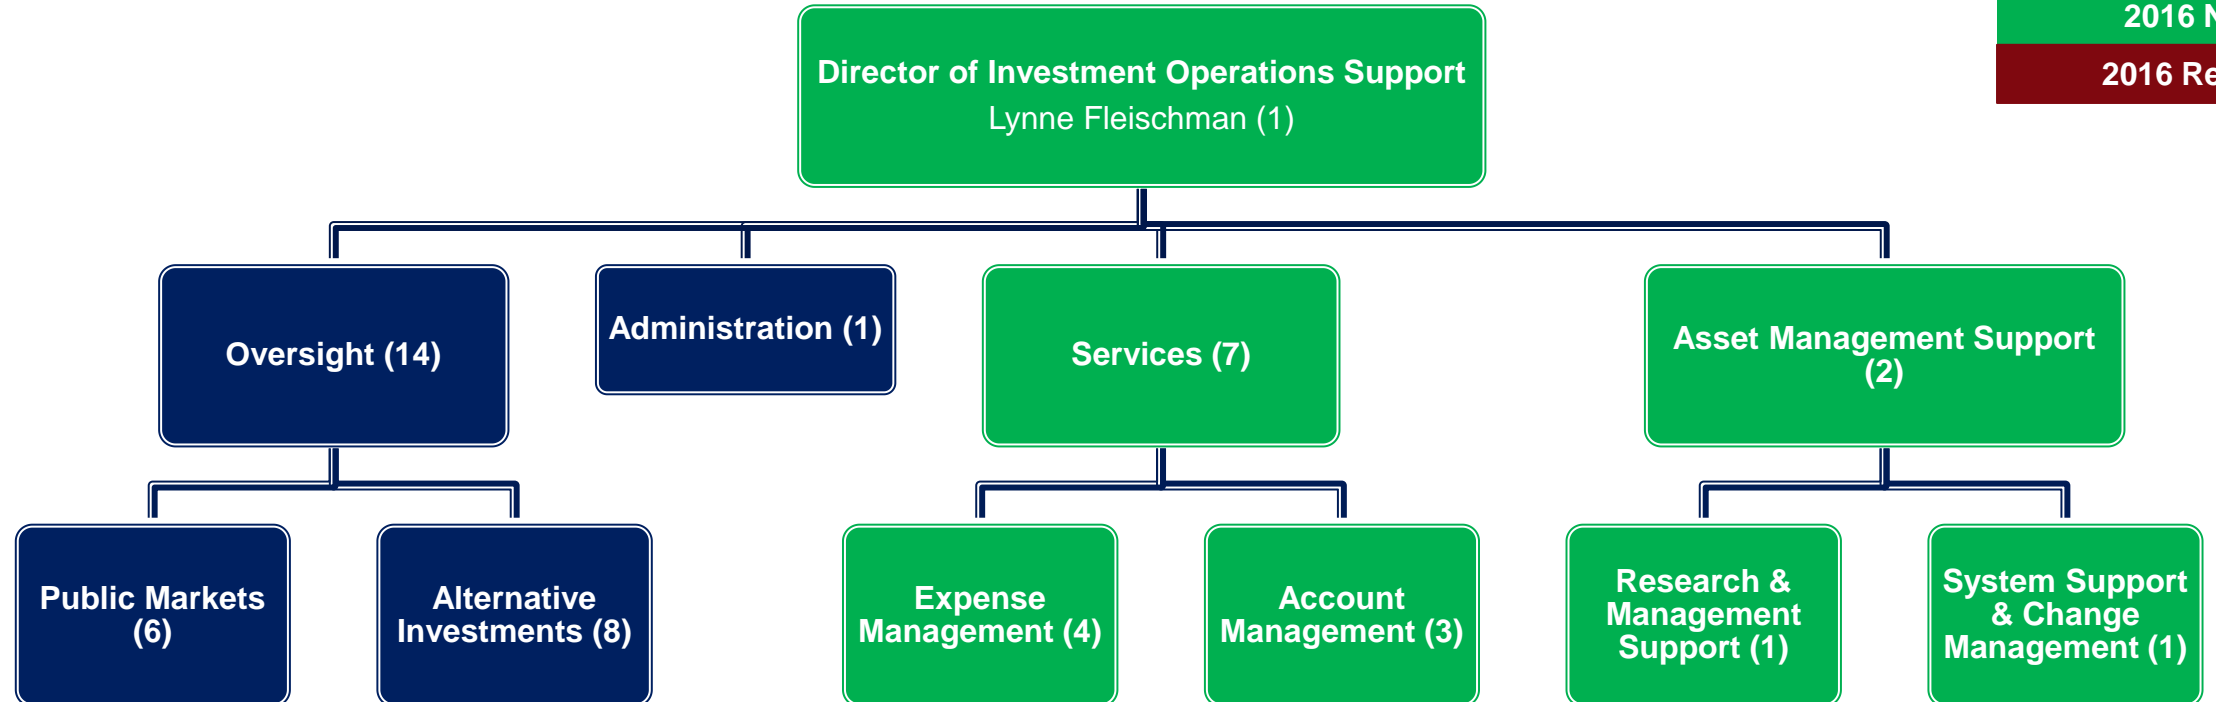 2016
2016
Director of Investment Operations Support
Lynne Fleischman (1)
Oversight (14)
Administration (1)
Services (7)
Asset Management Support
(2)
Public Markets
(6)
Alternative
Investments (8)
Expense
Management (4)
Account
Management (3)
Research &
Management
Support (1)
System Support
& Change
Management (1)